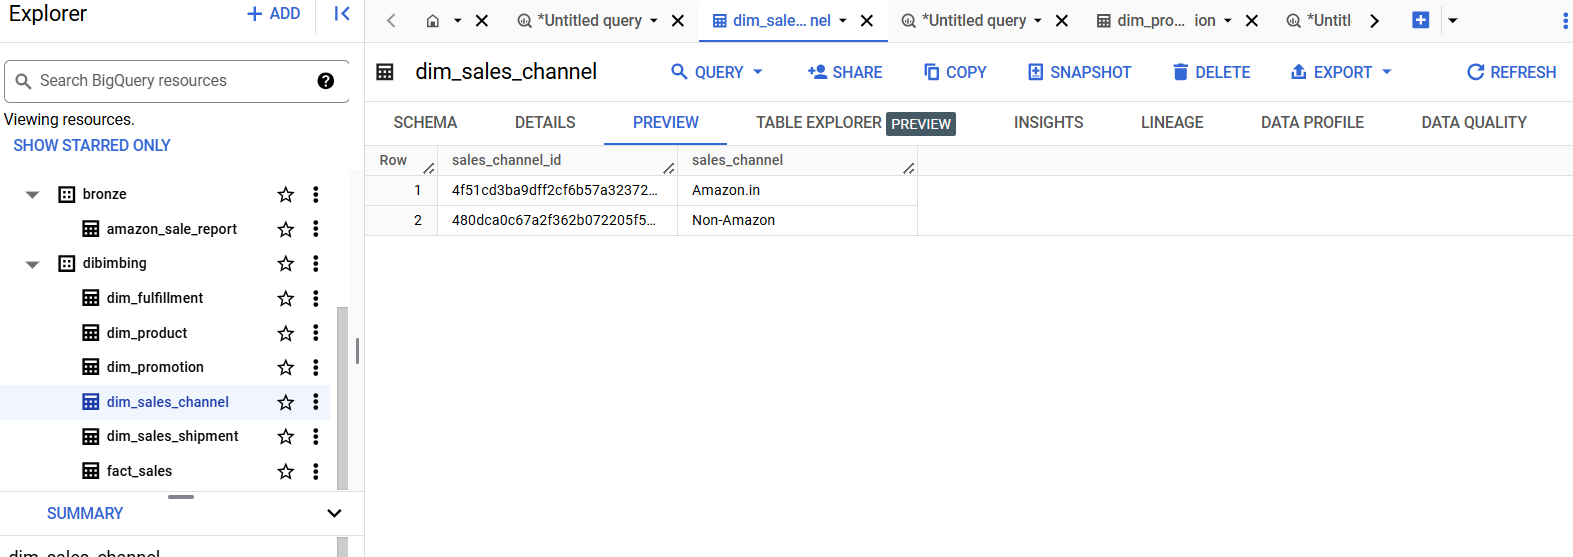 Explorer
+ ADD
Search BigQuery resources
?
Viewing resources.
SHOW STARRED ONLY
bronze
amazon_sale_report
dibimbing
dim_fulfillment
dim_product
dim_promotion
dim_sales_channel
dim_sales_shipment
fact_sales
SUMMARY
dim_sales_channel
*Untitled query
dim_sale... nel
*Untitled query
dim_pro... ion
*Untitl
dim_sales_channel
QUERY
SHARE
COPY
SNAPSHOT
DELETE
EXPORT
REFRESH
SCHEMA
DETAILS
PREVIEW
TABLE EXPLORER PREVIEW
INSIGHTS
LINEAGE
DATA PROFILE
DATA QUALITY
Row sales_channel_id sales_channel
1 4f51cd3ba9dff2cf6b57a32372... Amazon.in
2 480dca0c67a2f362b072205f5... Non-Amazon